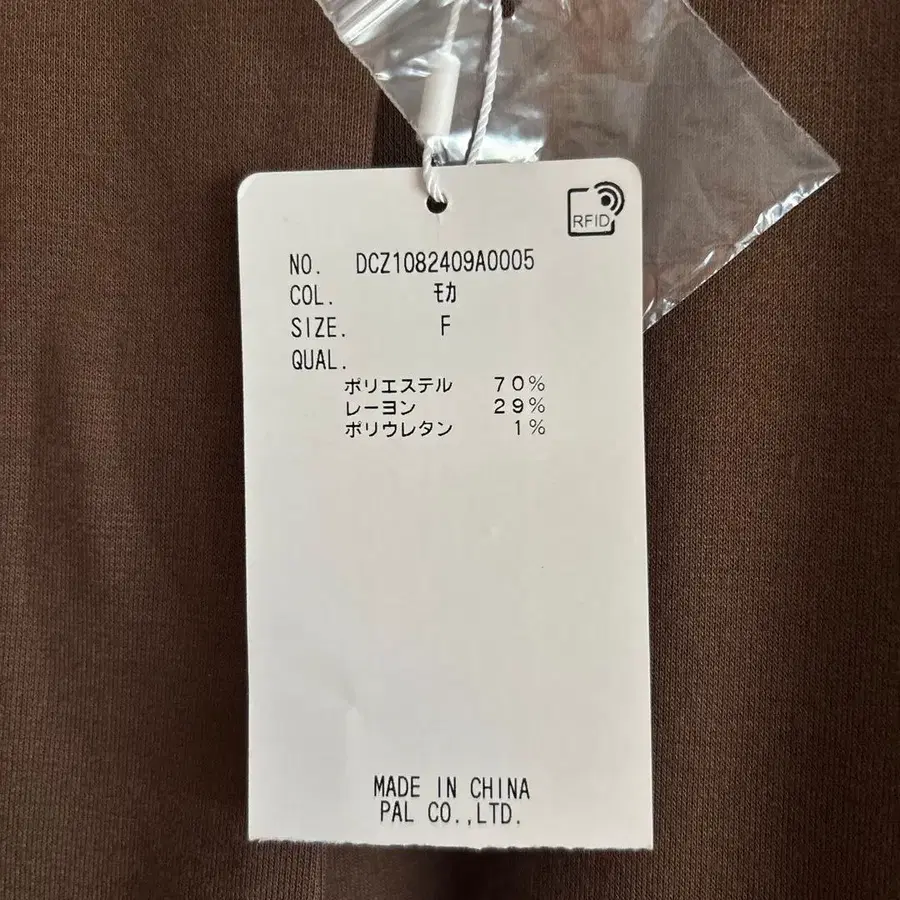 RFID
NO. DCZ1082409A0005
COL. ﾓｶ
SIZE. F
QUAL.
ポリエステル 70%
レーヨン 29%
ポリウレタン 1%
MADE IN CHINA
PAL CO.,LTD.